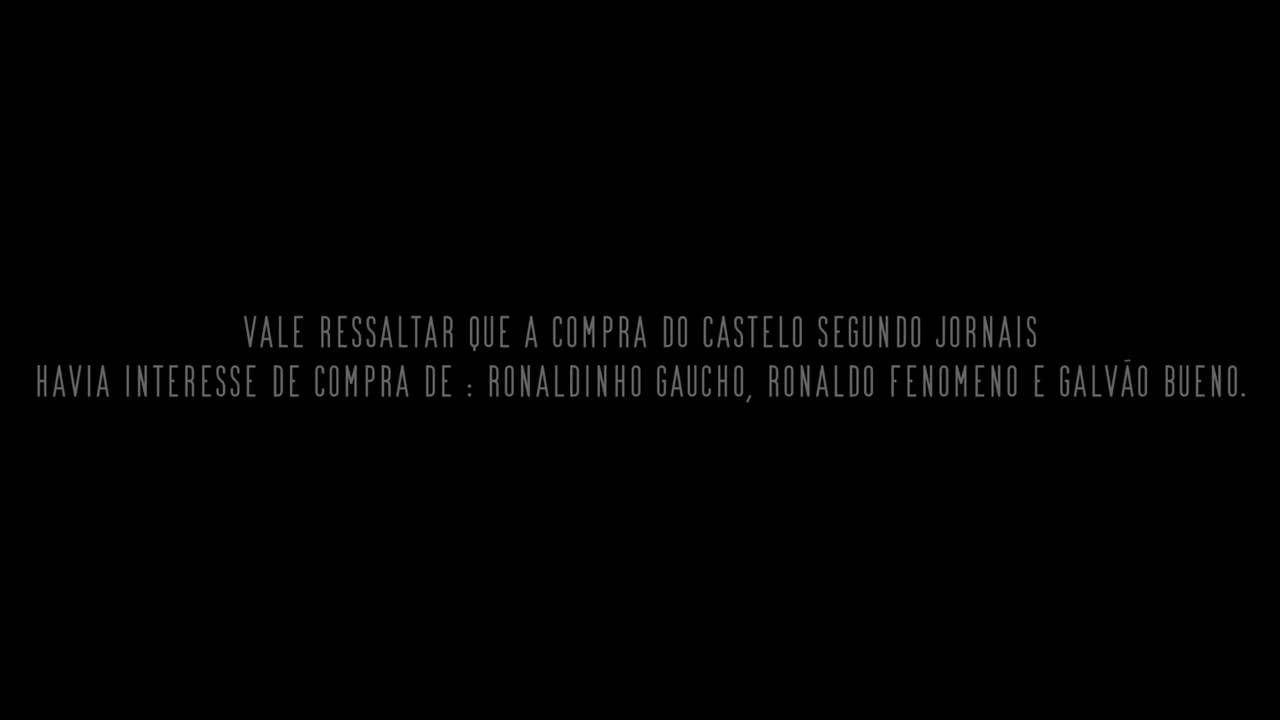 VALE RESSALTAR QUE A COMPRA DO CASTELO SEGUNDO JORNAIS
HAVIA INTERESSE DE COMPRA DE : RONALDINHO GAUCHO, RONALDO FENOMENO E GALVÃO BUENO.